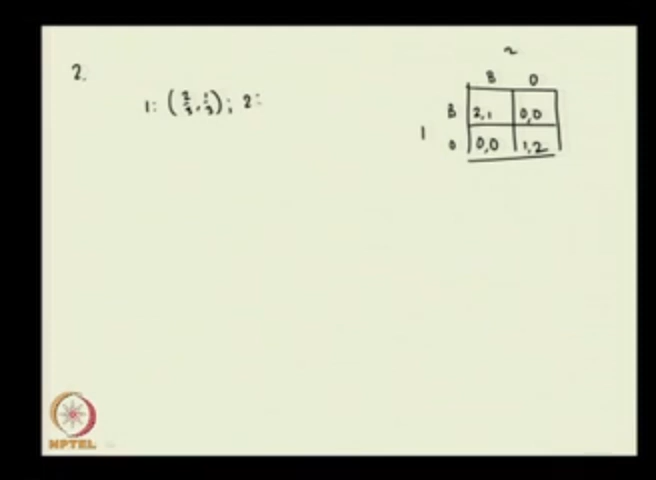 2.
1: (2/3, 1/3); 2:
2
B O
B 2,1 0,0
1
O 0,0 1,2
NPTEL